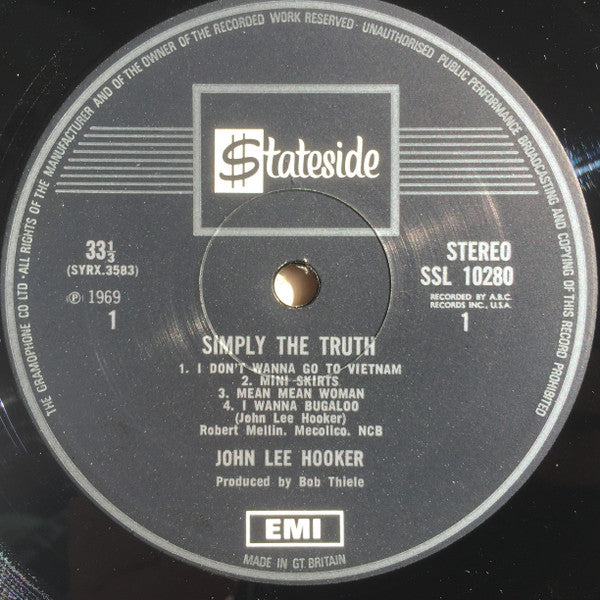 THE GRAMOPHONE CO LTD · ALL RIGHTS OF THE MANUFACTURER AND OF THE OWNER OF THE RECORDED WORK RESERVED · UNAUTHORISED PUBLIC PERFORMANCE BROADCASTING AND COPYING OF THIS RECORD PROHIBITED
$tateside
33⅓
(SYRX.3583)
℗ 1969
1
STEREO
SSL 10280
RECORDED BY A.B.C.
RECORDS INC., U.S.A.
1
SIMPLY THE TRUTH
1. I DON'T WANNA GO TO VIETNAM
2. MINI SKIRTS
3. MEAN MEAN WOMAN
4. I WANNA BUGALOO
(John Lee Hooker)
Robert Mellin. Mecolico. NCB
JOHN LEE HOOKER
Produced by Bob Thiele
EMI
MADE IN GT. BRITAIN